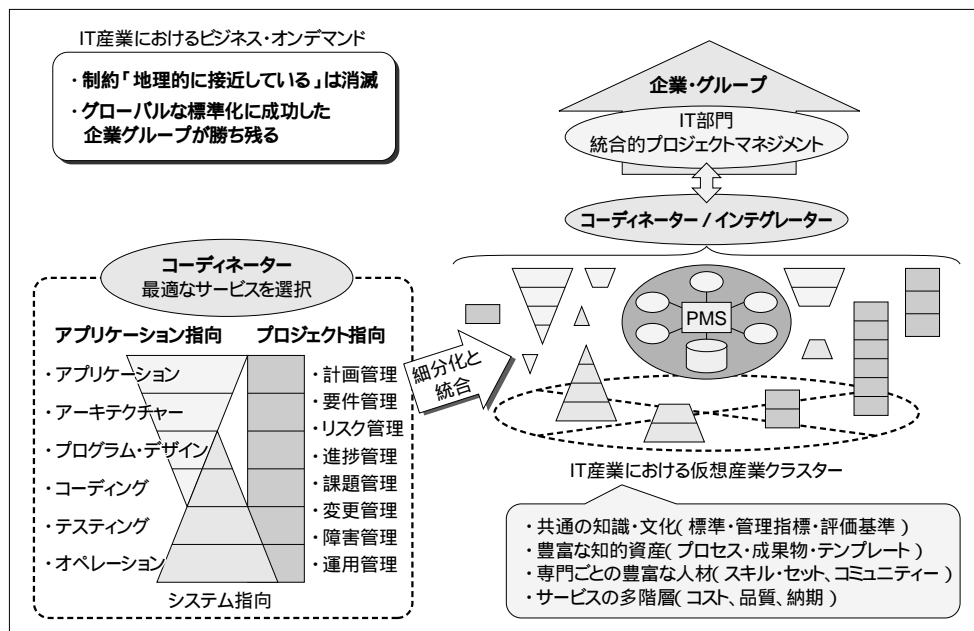 IT産業におけるビジネス・オンデマンド
・制約「地理的に接近している」は消滅
・グローバルな標準化に成功した
企業グループが勝ち残る
企業・グループ
IT部門
統合的プロジェクトマネジメント
コーディネーター / インテグレーター
コーディネーター
最適なサービスを選択
アプリケーション指向
プロジェクト指向
・アプリケーション
・アーキテクチャー
・プログラム・デザイン
・コーディング
・テスティング
・オペレーション
・計画管理
・要件管理
・リスク管理
・進捗管理
・課題管理
・変更管理
・障害管理
・運用管理
システム指向
細分化と
統合
PMS
IT産業における仮想産業クラスター
・共通の知識・文化( 標準・管理指標・評価基準 )
・豊富な知的資産( プロセス・成果物・テンプレート )
・専門ごとの豊富な人材( スキル・セット、コミュニティー )
・サービスの多階層( コスト、品質、納期 )